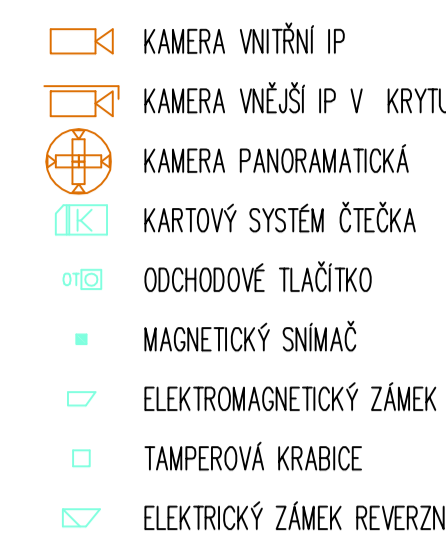 KAMERA VNITŘNÍ IP
KAMERA VNĚJŠÍ IP V KRYTU
KAMERA PANORAMATICKÁ
K KARTOVÝ SYSTÉM ČTEČKA
OT ODCHODOVÉ TLAČÍTKO
MAGNETICKÝ SNÍMAČ
ELEKTROMAGNETICKÝ ZÁMEK
TAMPEROVÁ KRABICE
ELEKTRICKÝ ZÁMEK REVERZN